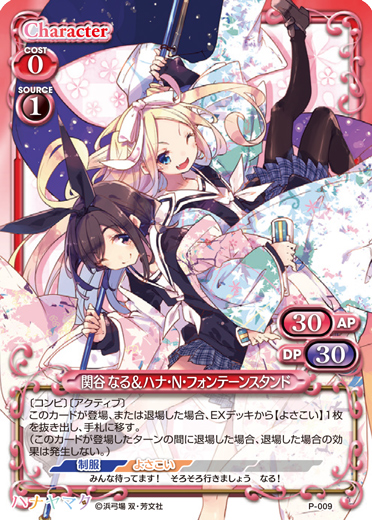 Character
COST
0
SOURCE
1
30 AP
DP 30
関谷 なる&ハナ・N・フォンテーンスタンド
［コンビ］［アクティブ］
このカードが登場、または退場した場合、EXデッキから【よさこい】1枚
を抜き出し、手札に移す。
（このカードが登場したターンの間に退場した場合、退場した場合の効
果は発生しない。）
制服 よさこい
みんな待ってます！ そろそろ行きましょう なる！
ハナヤマタ
©浜弓場 双・芳文社
P-009